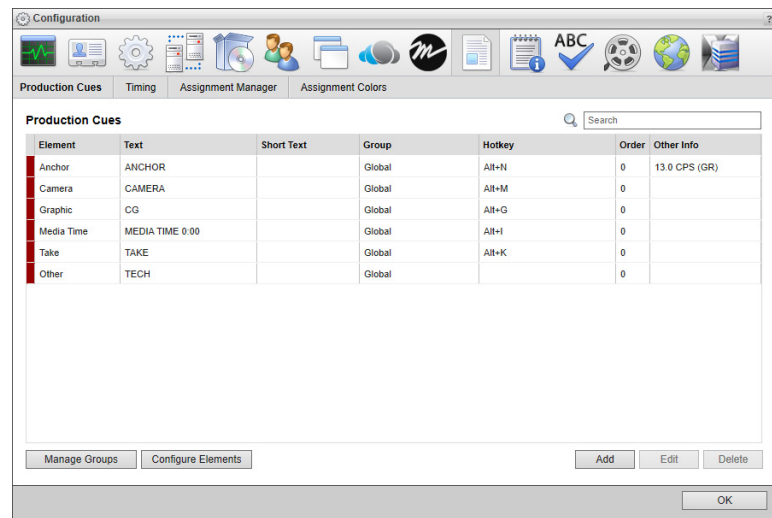 Configuration ?
ABC
Production Cues Timing Assignment Manager Assignment Colors
Production Cues Search
Element Text Short Text Group Hotkey Order Other Info
Anchor ANCHOR Global Alt+N 0 13.0 CPS (GR)
Camera CAMERA Global Alt+M 0
Graphic CG Global Alt+G 0
Media Time MEDIA TIME 0:00 Global Alt+I 0
Take TAKE Global Alt+K 0
Other TECH Global 0
Manage Groups Configure Elements Add Edit Delete
OK